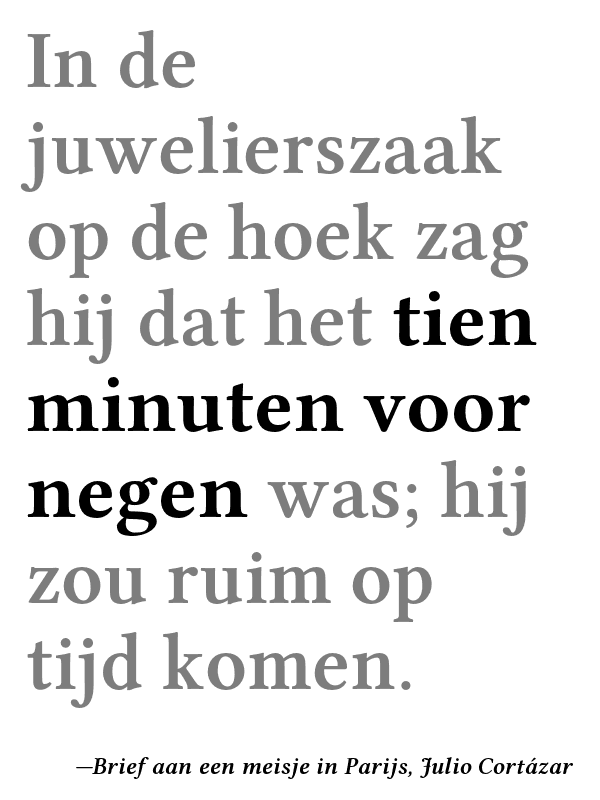 In de
juwelierszaak
op de hoek zag
hij dat het tien
minuten voor
negen was; hij
zou ruim op
tijd komen.
—Brief aan een meisje in Parijs, Julio Cortázar